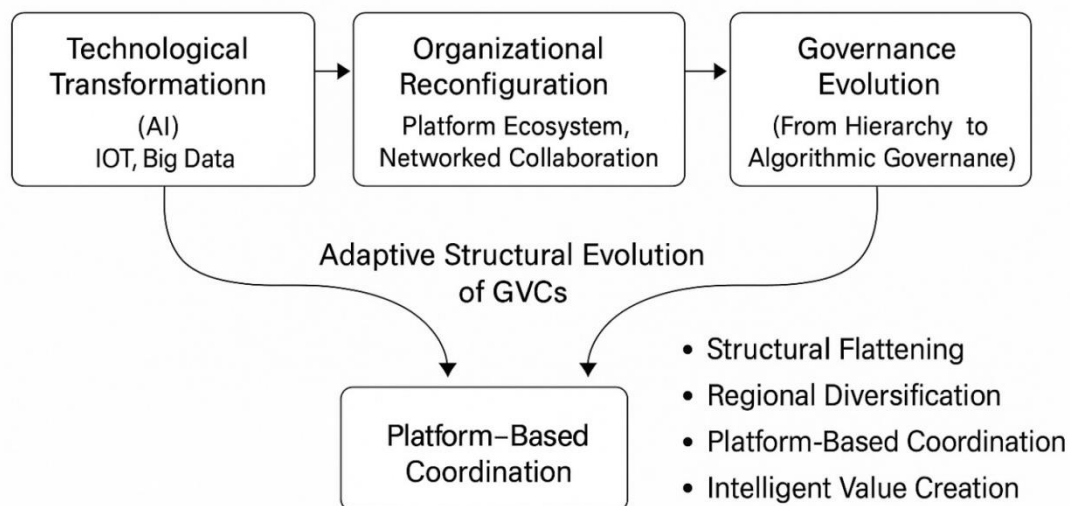 Technological
Transformationn
(AI)
IOT, Big Data
Organizational
Reconfiguration
Platform Ecosystem,
Networked Collaboration
Governance
Evolution
(From Hierarchy to
Algorithmic Governance)
Adaptive Structural Evolution
of GVCs
Platform–Based
Coordination
• Structural Flattening
• Regional Diversification
• Platform-Based Coordination
• Intelligent Value Creation